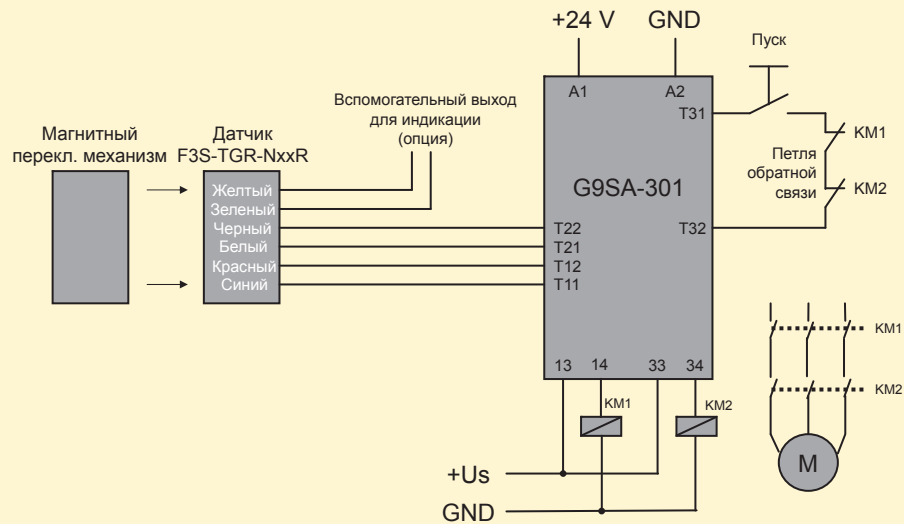 +24 V
GND
Пуск
A1
A2
T31
Вспомогательный выход
для индикации
(опция)
Магнитный
перекл. механизм
Датчик
F3S-TGR-NxxR
KM1
Петля
обратной
связи
KM2
G9SA-301
Желтый
Зеленый
Черный
Белый
Красный
Синий
T22
T21
T12
T11
T32
13
14
33
34
KM1
KM2
KM1
KM2
M
+Us
GND